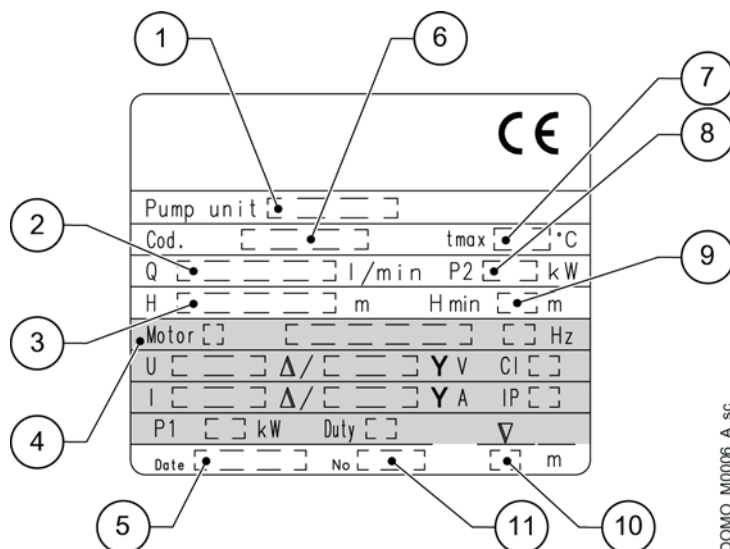 1
6
7
CE
8
Pump unit
2
Cod. tmax °C
Q l/min P2 kW
9
H m H min m
3
Motor Hz
U Δ/ Y V Cl
I Δ/ Y A IP
4
P1 kW Duty ∇
Date No m
5
11
10
DOMO_M0006_A_sc